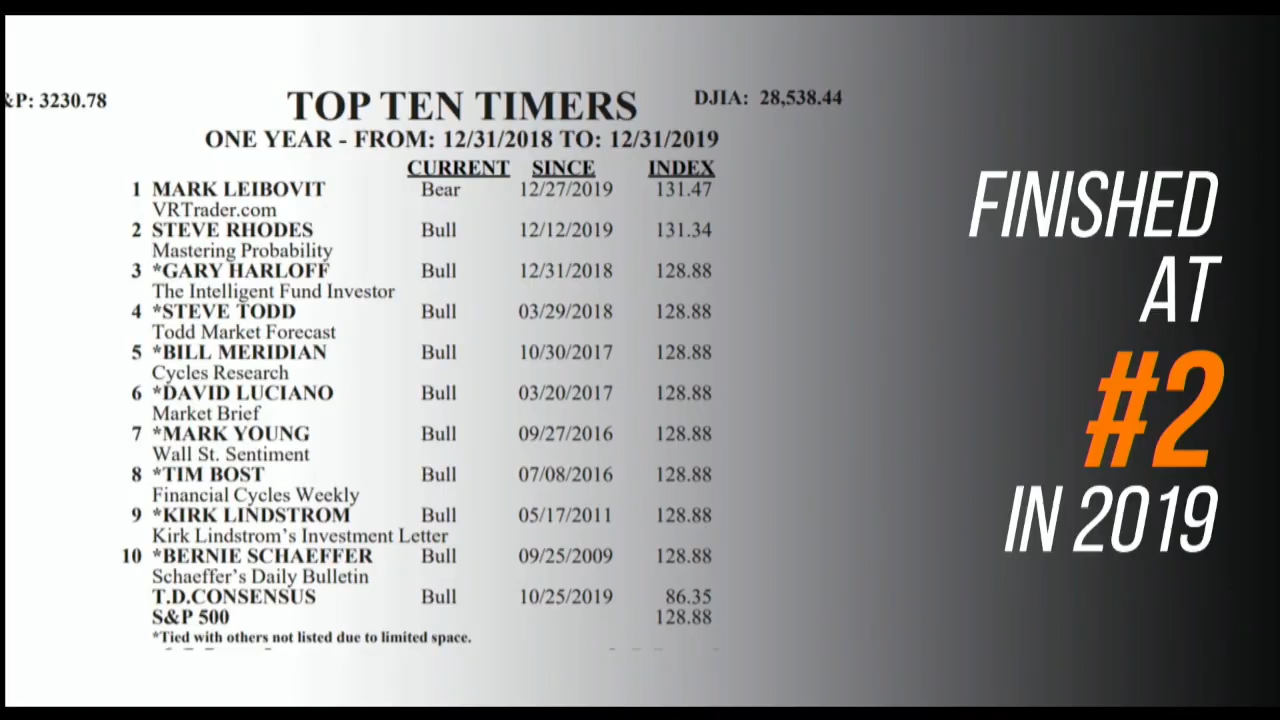 &P: 3230.78
TOP TEN TIMERS
DJIA: 28,538.44
ONE YEAR - FROM: 12/31/2018 TO: 12/31/2019
CURRENT SINCE INDEX
1 MARK LEIBOVIT Bear 12/27/2019 131.47
VRTrader.com
2 STEVE RHODES Bull 12/12/2019 131.34
Mastering Probability
3 *GARY HARLOFF Bull 12/31/2018 128.88
The Intelligent Fund Investor
4 *STEVE TODD Bull 03/29/2018 128.88
Todd Market Forecast
5 *BILL MERIDIAN Bull 10/30/2017 128.88
Cycles Research
6 *DAVID LUCIANO Bull 03/20/2017 128.88
Market Brief
7 *MARK YOUNG Bull 09/27/2016 128.88
Wall St. Sentiment
8 *TIM BOST Bull 07/08/2016 128.88
Financial Cycles Weekly
9 *KIRK LINDSTROM Bull 05/17/2011 128.88
Kirk Lindstrom's Investment Letter
10 *BERNIE SCHAEFFER Bull 09/25/2009 128.88
Schaeffer's Daily Bulletin
T.D.CONSENSUS Bull 10/25/2019 86.35
S&P 500 128.88
*Tied with others not listed due to limited space.
FINISHED
AT
#2
IN 2019